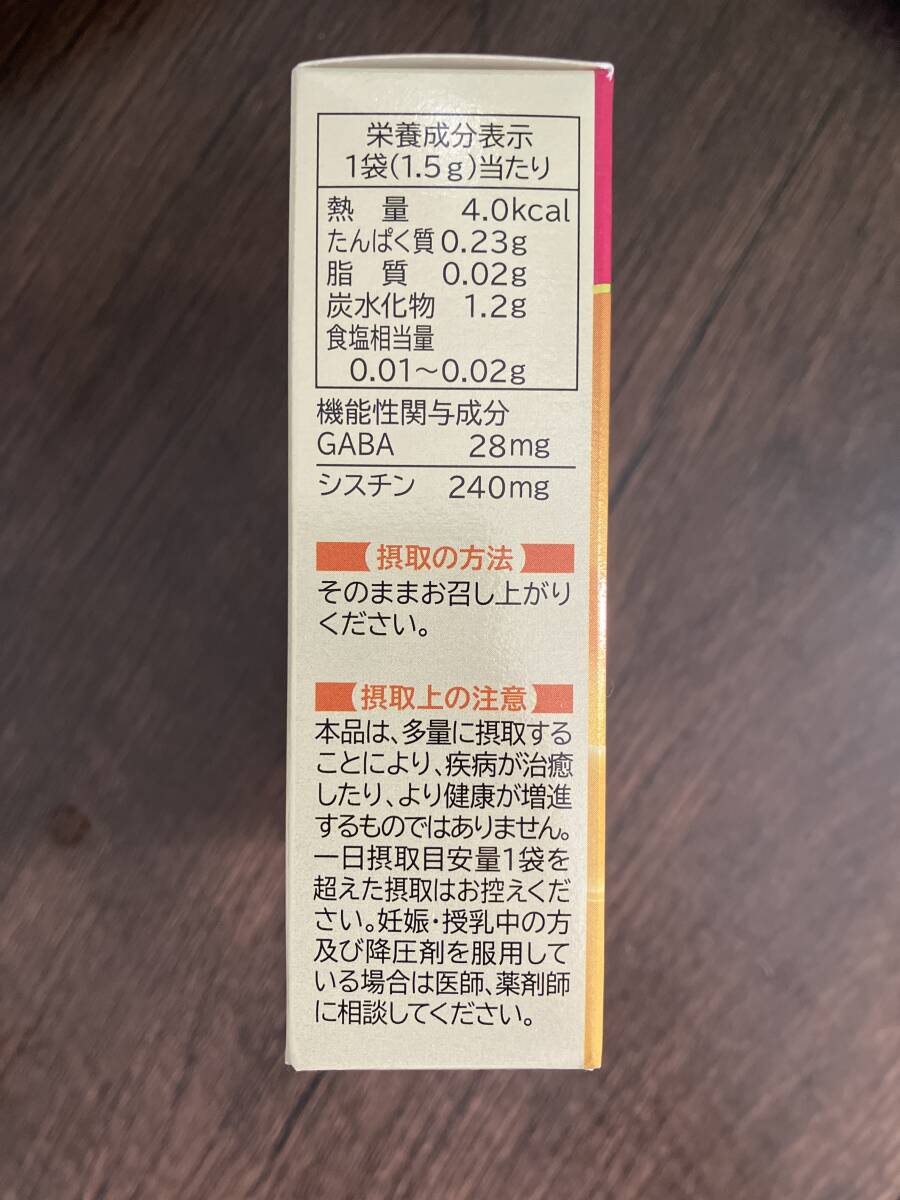 栄養成分表示
1袋(1.5g)当たり
熱 量 4.0kcal
たんぱく質0.23g
脂 質 0.02g
炭水化物 1.2g
食塩相当量
0.01〜0.02g
機能性関与成分
GABA 28mg
シスチン 240mg
摂取の方法
そのままお召し上がり
ください。
摂取上の注意
本品は、多量に摂取する
ことにより、疾病が治癒
したり、より健康が増進
するものではありません。
一日摂取目安量1袋を
超えた摂取はお控えくだ
さい。妊娠・授乳中の方
及び降圧剤を服用して
いる場合は医師、薬剤師
に相談してください。